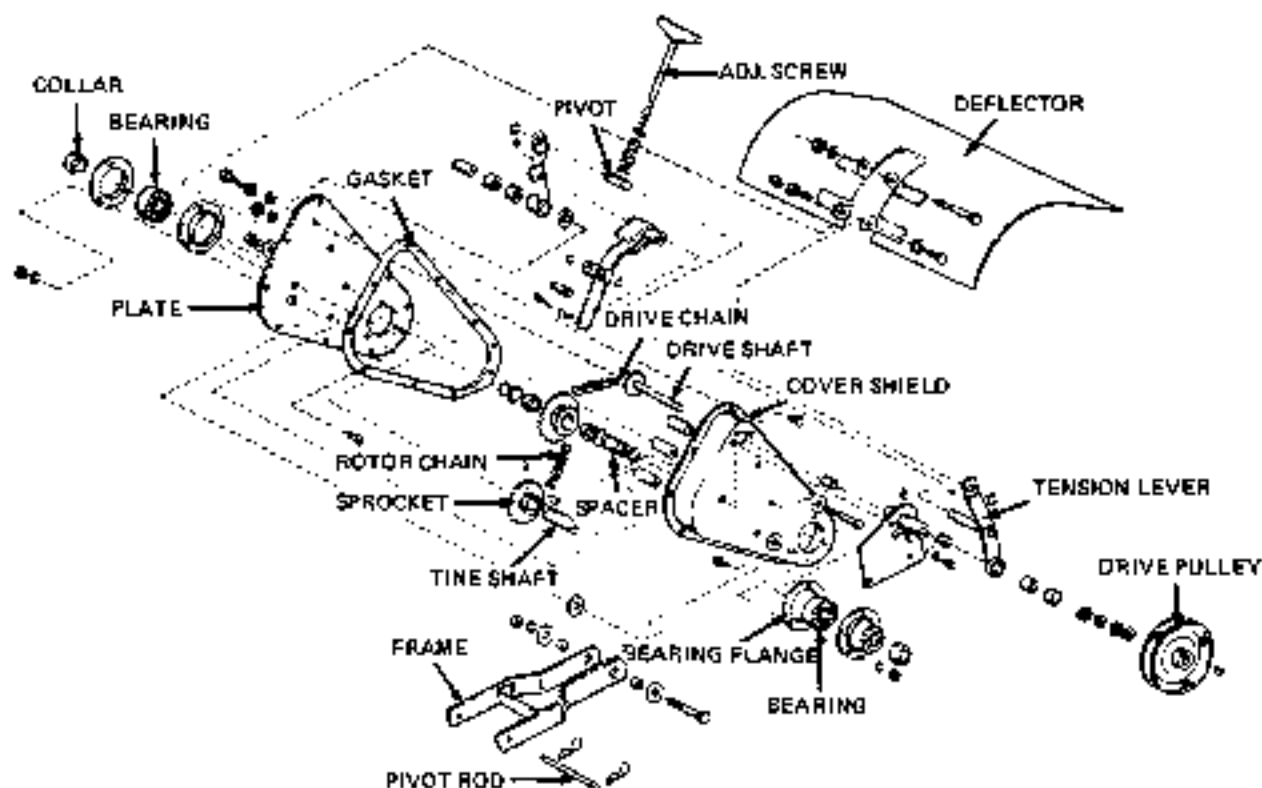 ADJ. SCREW
COLLAR
DEFLECTOR
PIVOT
BEARING
GASKET
PLATE
DRIVE CHAIN
DRIVE SHAFT
COVER SHIELD
ROTOR CHAIN
TENSION LEVER
SPROCKET
SPACER
DRIVE PULLEY
TINE SHAFT
FRAME
BEARING FLANGE
BEARING
PIVOT ROD